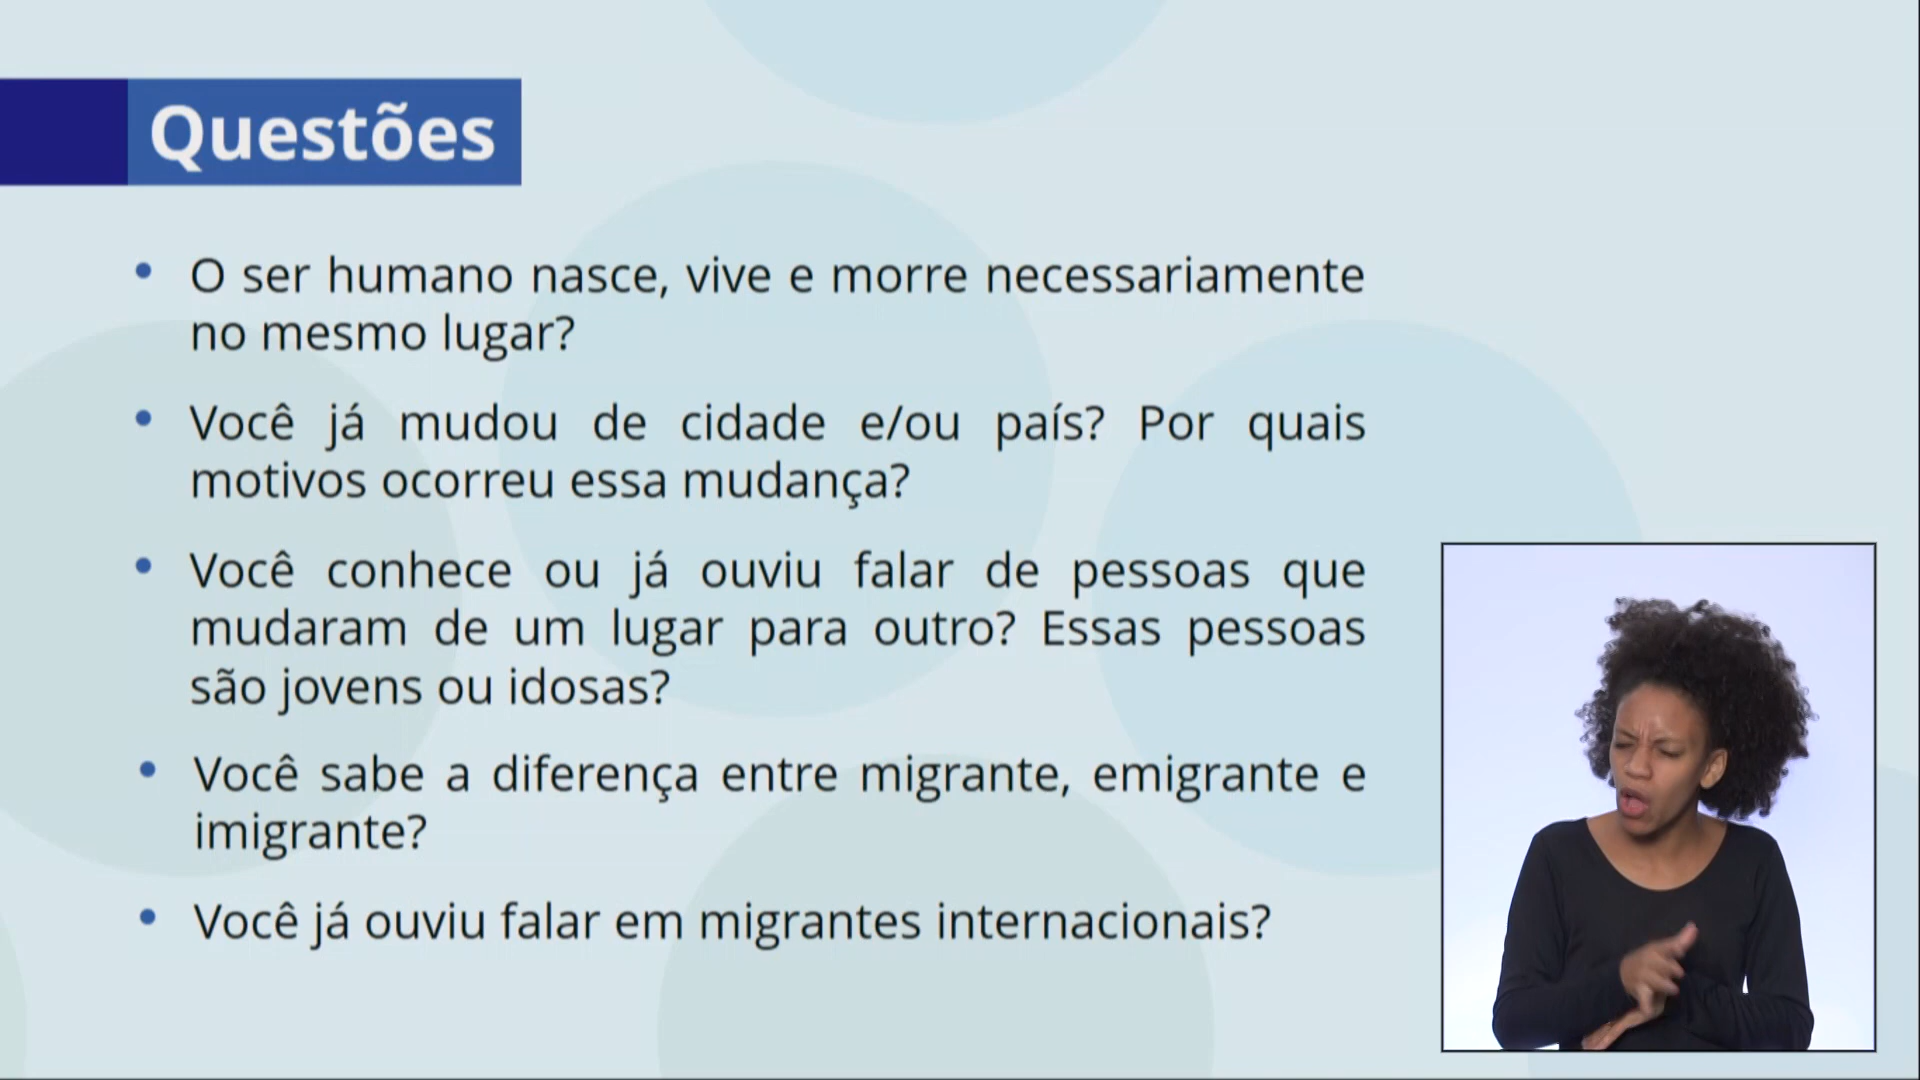 Questões
• O ser humano nasce, vive e morre necessariamente
no mesmo lugar?
• Você já mudou de cidade e/ou país? Por quais
motivos ocorreu essa mudança?
• Você conhece ou já ouviu falar de pessoas que
mudaram de um lugar para outro? Essas pessoas
são jovens ou idosas?
• Você sabe a diferença entre migrante, emigrante e
imigrante?
• Você já ouviu falar em migrantes internacionais?